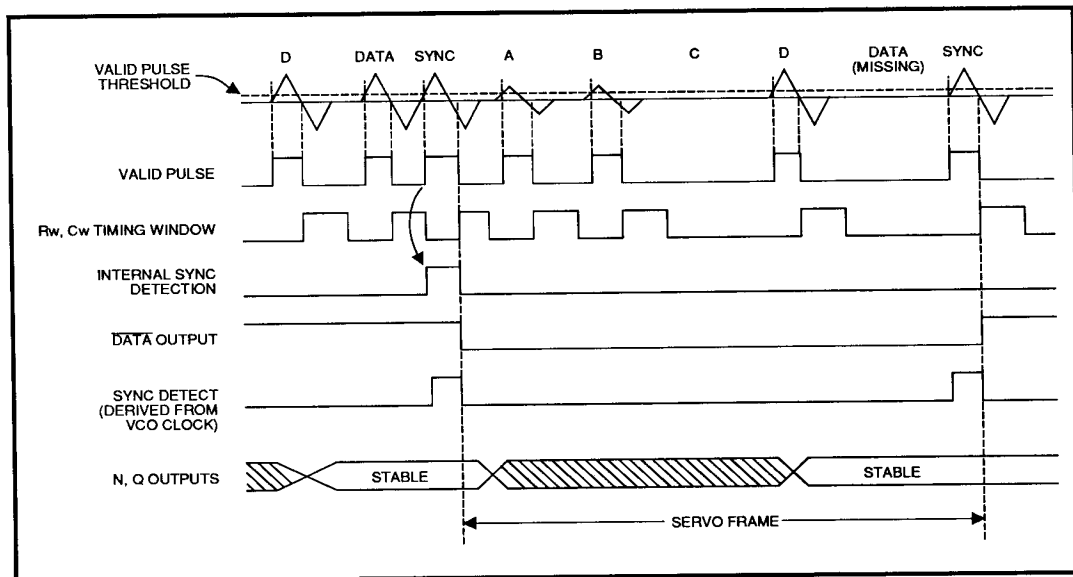 D DATA SYNC A B C D DATA SYNC
(MISSING)
VALID PULSE
THRESHOLD
VALID PULSE
Rw, Cw TIMING WINDOW
INTERNAL SYNC
DETECTION
DATA OUTPUT
SYNC DETECT
(DERIVED FROM
VCO CLOCK)
N, Q OUTPUTS STABLE STABLE
SERVO FRAME